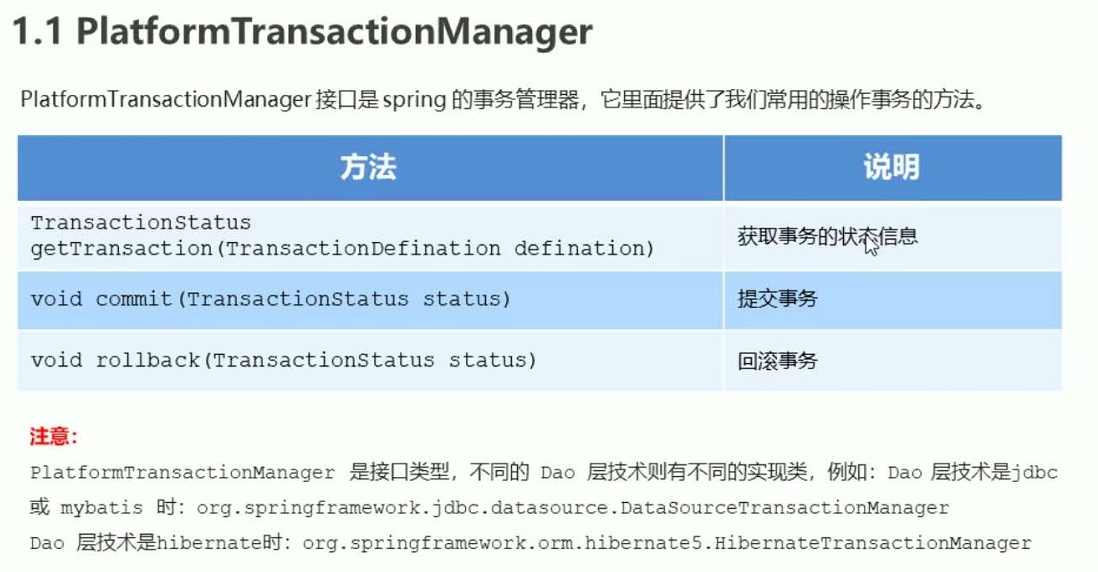 1.1 PlatformTransactionManager
PlatformTransactionManager 接口是 spring 的事务管理器，它里面提供了我们常用的操作事务的方法。
方法
说明
TransactionStatus
getTransaction(TransactionDefination defination)
获取事务的状态信息
void commit(TransactionStatus status)
提交事务
void rollback(TransactionStatus status)
回滚事务
注意：
PlatformTransactionManager 是接口类型，不同的 Dao 层技术则有不同的实现类，例如：Dao 层技术是jdbc
或 mybatis 时：org.springframework.jdbc.datasource.DataSourceTransactionManager
Dao 层技术是hibernate时：org.springframework.orm.hibernate5.HibernateTransactionManager